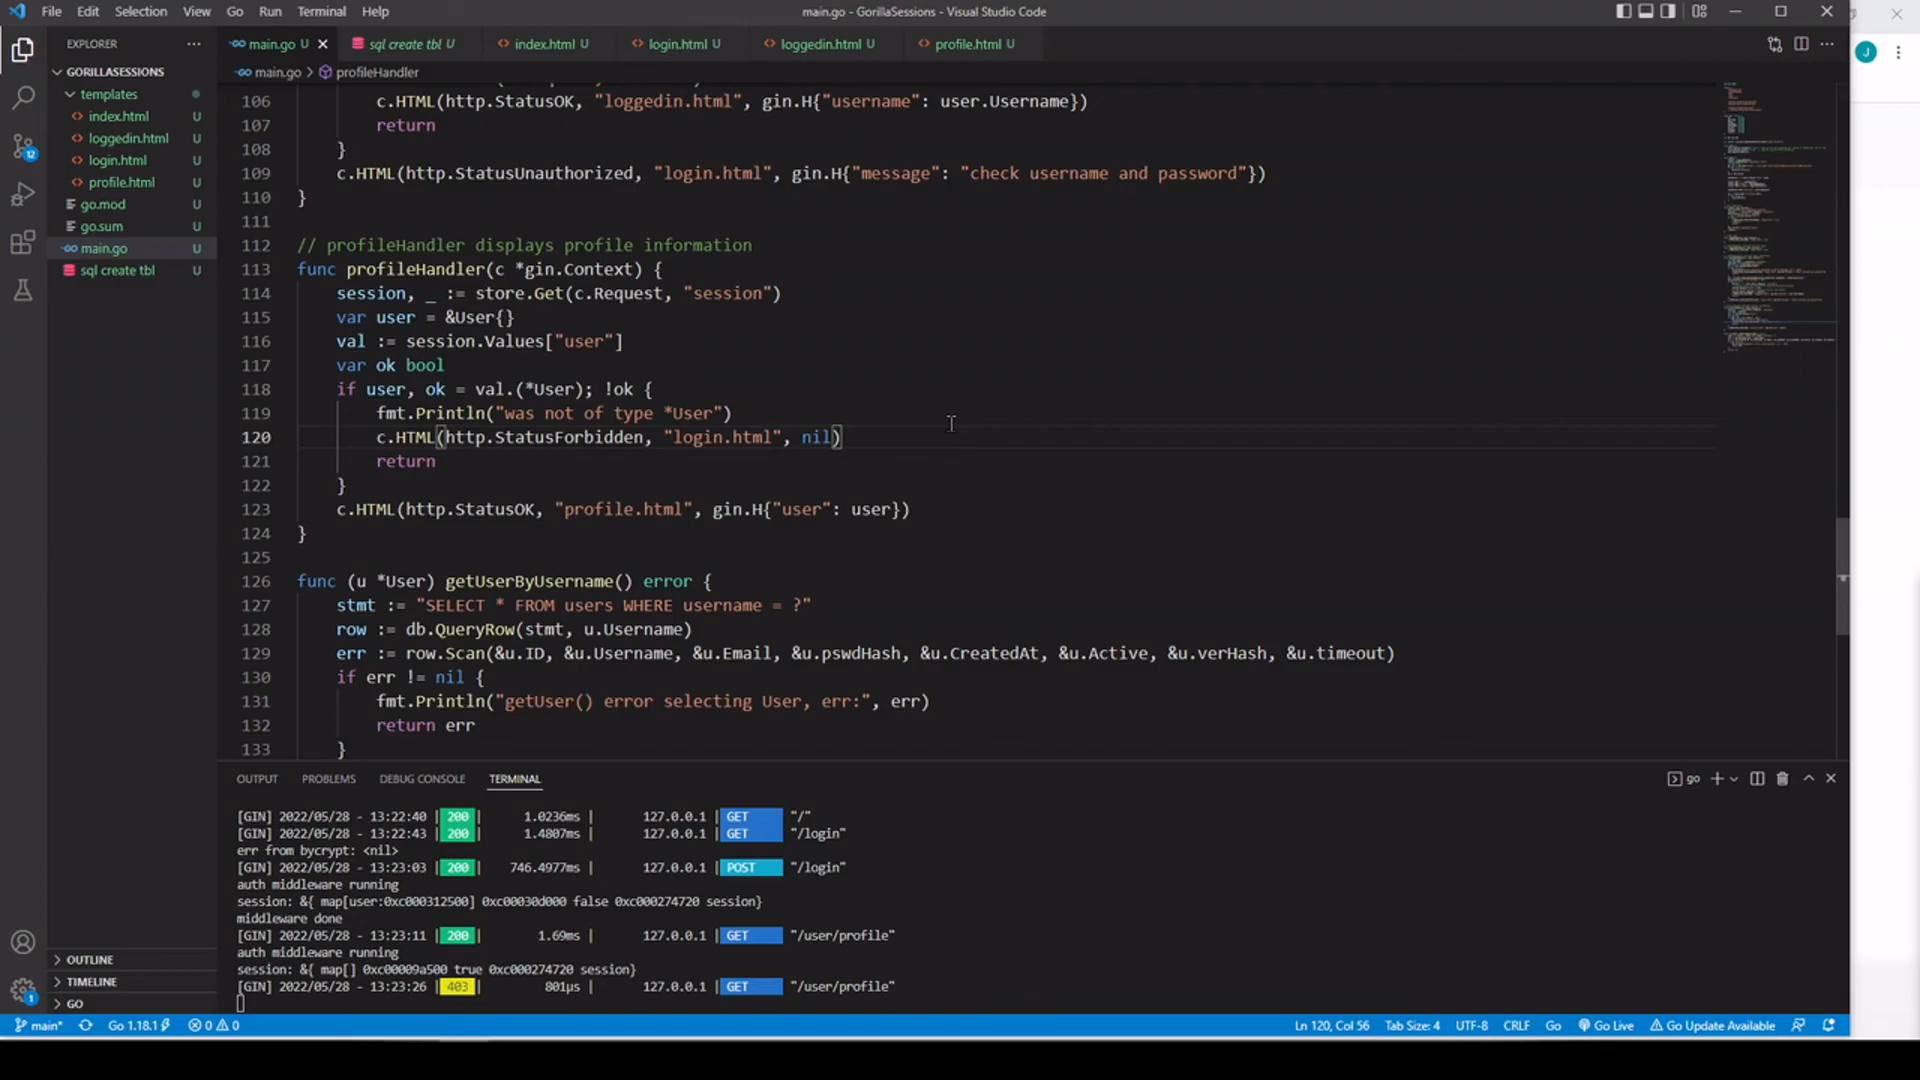 File Edit Selection View Go Run Terminal Help
main.go - GorillaSessions - Visual Studio Code
EXPLORER
main.go U
sql create tbl U
index.html U
login.html U
loggedin.html U
profile.html U
J
GORILLASESSIONS
templates
index.html U
loggedin.html U
login.html U
profile.html U
go.mod U
go.sum U
main.go U
sql create tbl U
12
OUTLINE
TIMELINE
GO
1
main.go > profileHandler
106 c.HTML(http.StatusOK, "loggedin.html", gin.H{"username": user.Username})
107 return
108 }
109 c.HTML(http.StatusUnauthorized, "login.html", gin.H{"message": "check username and password"})
110 }
111
112 // profileHandler displays profile information
113 func profileHandler(c *gin.Context) {
114 session, _ := store.Get(c.Request, "session")
115 var user = &User{}
116 val := session.Values["user"]
117 var ok bool
118 if user, ok = val.(*User); !ok {
119 fmt.Println("was not of type *User")
120 c.HTML(http.StatusForbidden, "login.html", nil)
121 return
122 }
123 c.HTML(http.StatusOK, "profile.html", gin.H{"user": user})
124 }
125
126 func (u *User) getUserByUsername() error {
127 stmt := "SELECT * FROM users WHERE username = ?"
128 row := db.QueryRow(stmt, u.Username)
129 err := row.Scan(&u.ID, &u.Username, &u.Email, &u.pswdHash, &u.CreatedAt, &u.Active, &u.verHash, &u.timeout)
130 if err != nil {
131 fmt.Println("getUser() error selecting User, err:", err)
132 return err
133 }
OUTPUT PROBLEMS DEBUG CONSOLE TERMINAL
go
[GIN] 2022/05/28 - 13:22:40 | 200 | 1.0236ms | 127.0.0.1 | GET "/"
[GIN] 2022/05/28 - 13:22:43 | 200 | 1.4807ms | 127.0.0.1 | GET "/login"
err from bycrypt: <nil>
[GIN] 2022/05/28 - 13:23:03 | 200 | 746.4977ms | 127.0.0.1 | POST "/login"
auth middleware running
session: &{ map[user:0xc000312500] 0xc00030d000 false 0xc000274720 session}
middleware done
[GIN] 2022/05/28 - 13:23:11 | 200 | 1.69ms | 127.0.0.1 | GET "/user/profile"
auth middleware running
session: &{ map[] 0xc00009a500 true 0xc000274720 session}
[GIN] 2022/05/28 - 13:23:26 | 403 | 801µs | 127.0.0.1 | GET "/user/profile"
main* Go 1.18.1 0 0 Ln 120, Col 56 Tab Size: 4 UTF-8 CRLF Go Go Live Go Update Available